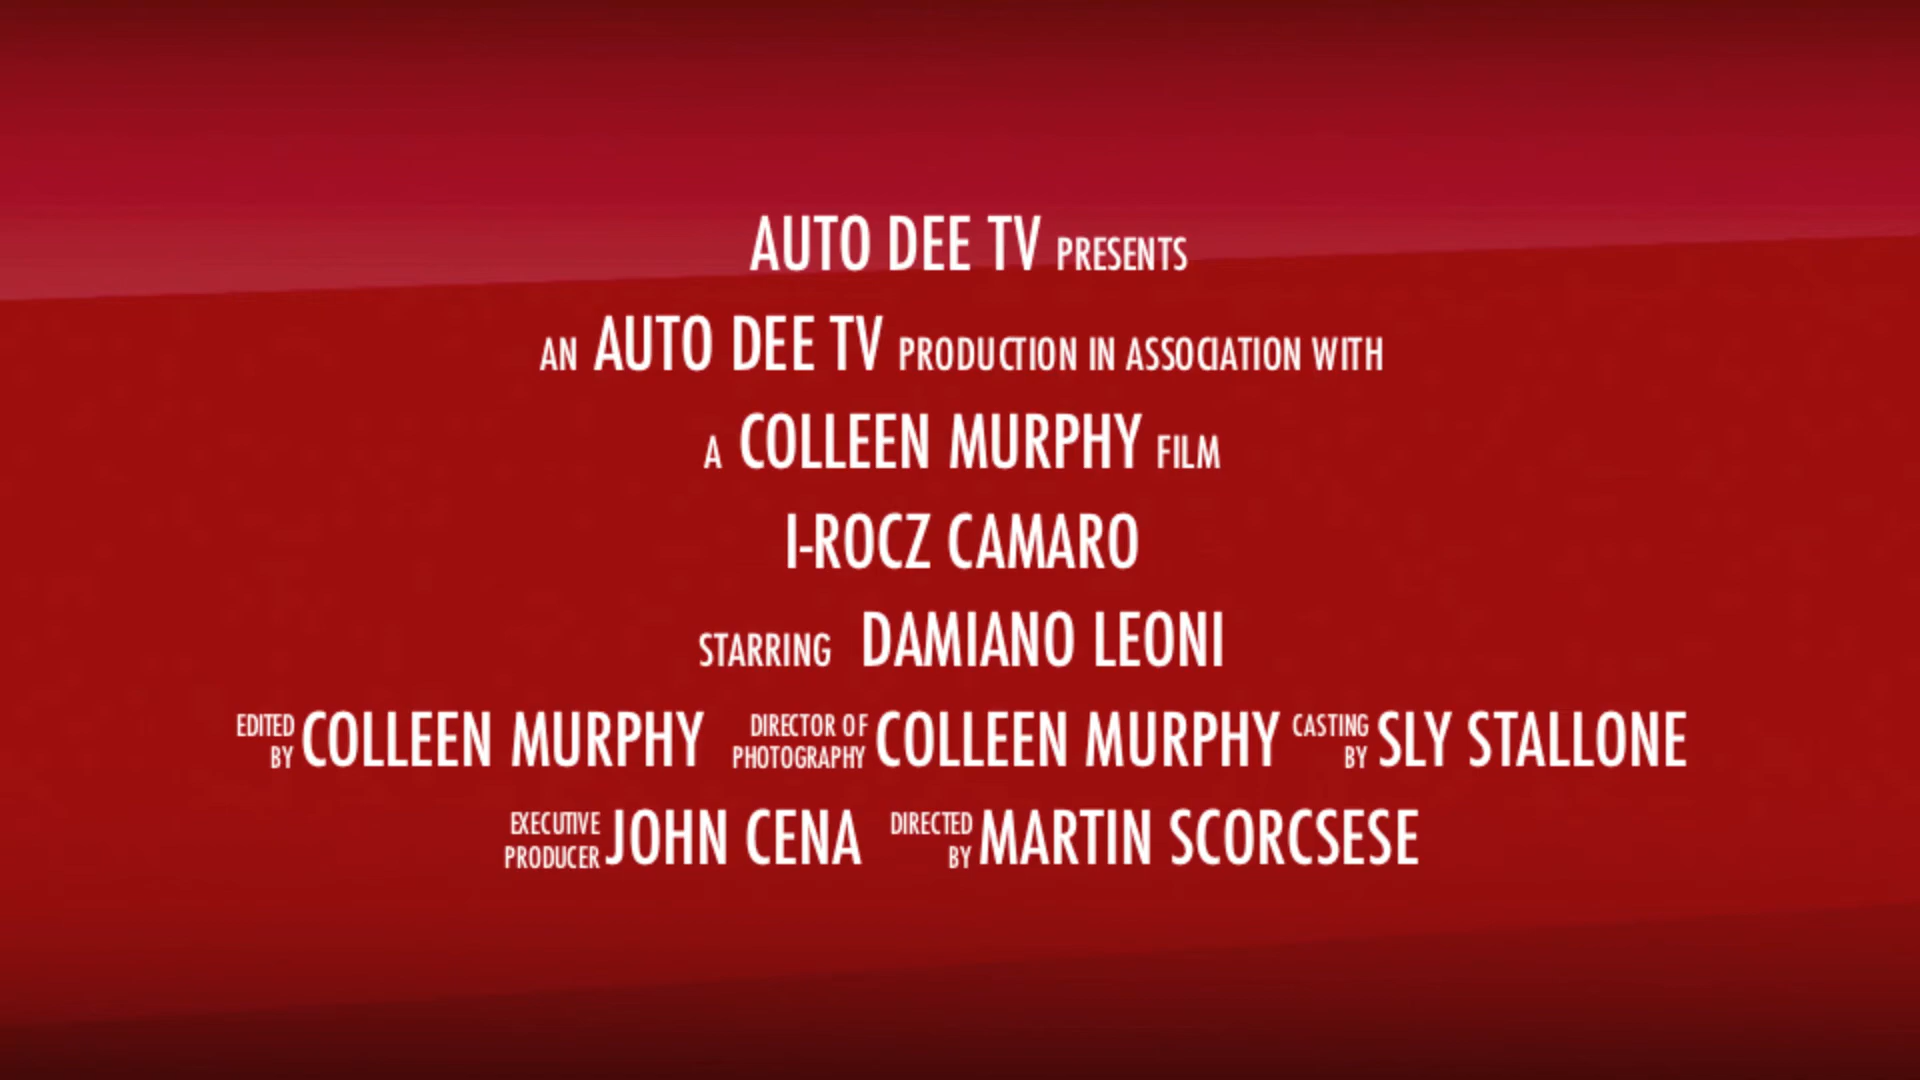 AUTO DEE TV PRESENTS
AN AUTO DEE TV PRODUCTION IN ASSOCIATION WITH
A COLLEEN MURPHY FILM
I-ROCZ CAMARO
STARRING DAMIANO LEONI
EDITED BY COLLEEN MURPHY DIRECTOR OF PHOTOGRAPHY COLLEEN MURPHY CASTING BY SLY STALLONE
EXECUTIVE PRODUCER JOHN CENA DIRECTED BY MARTIN SCORCSESE